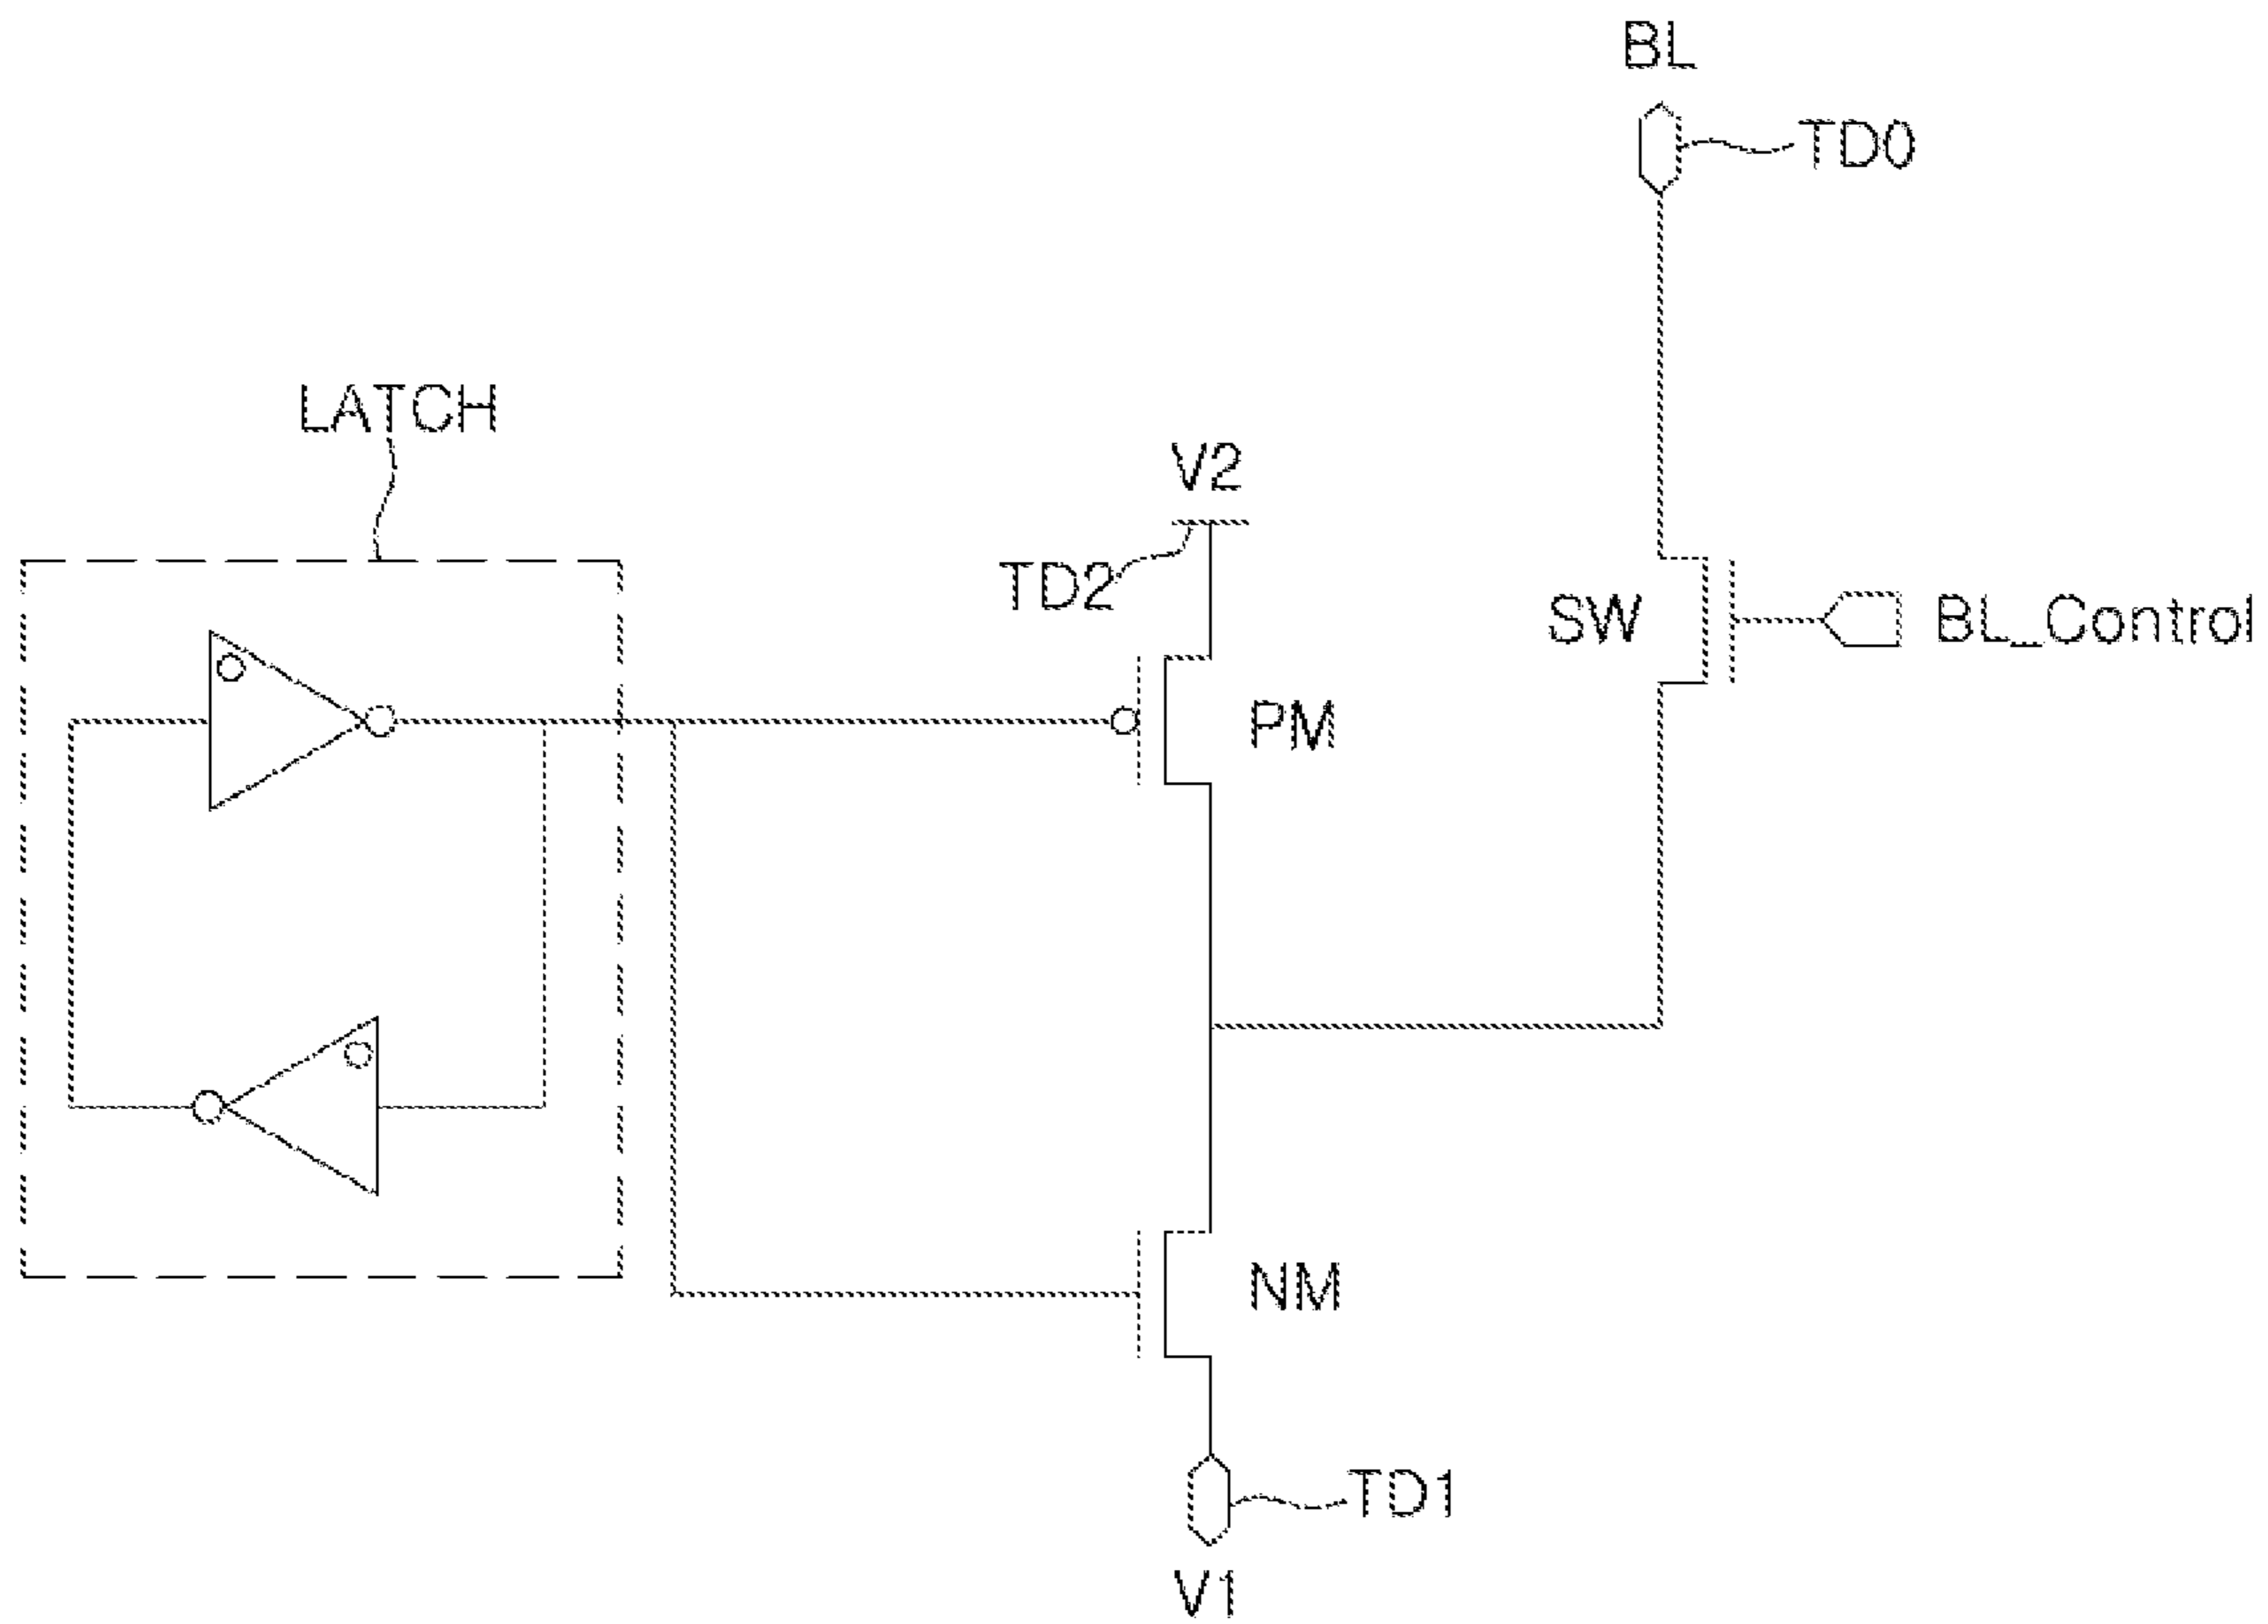 BL
TD0
LATCH
V2
TD2
SW
BL_Control
PM
NM
TD1
V1